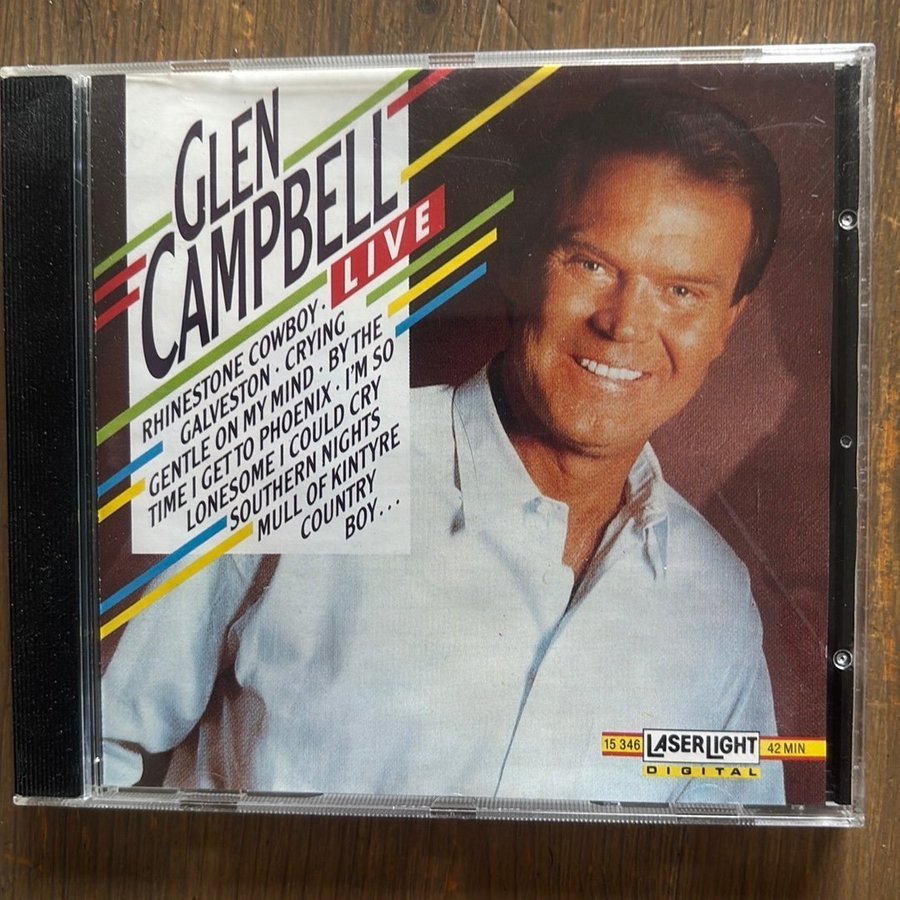 GLEN
CAMPBELL
LIVE
RHINESTONE COWBOY ·
GALVESTON · CRYING
GENTLE ON MY MIND · BY THE
TIME I GET TO PHOENIX · I'M SO
LONESOME I COULD CRY
SOUTHERN NIGHTS
MULL OF KINTYRE
COUNTRY
BOY...
15 346 LASERLIGHT 42 MIN
DIGITAL